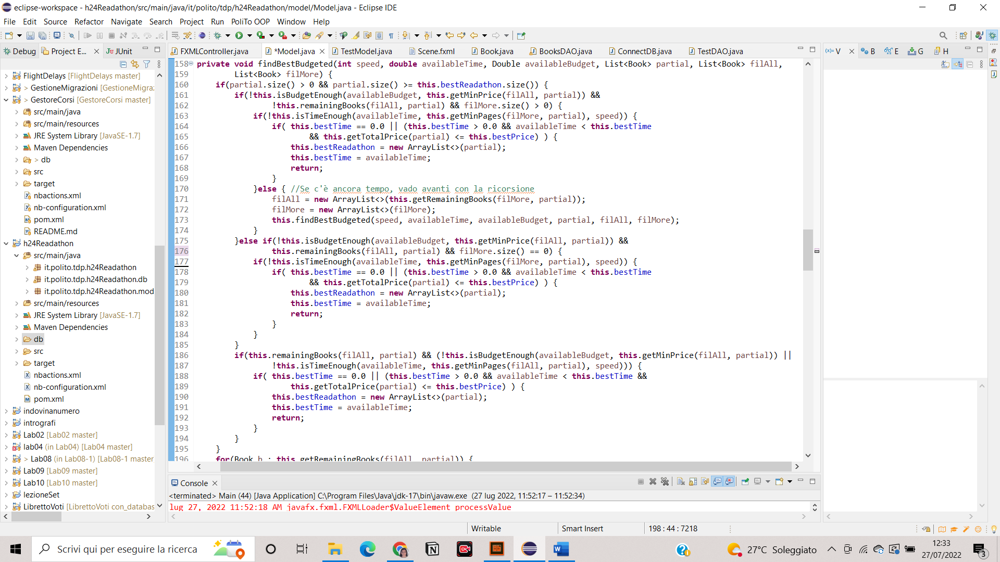 eclipse-workspace - h24Readathon/src/main/java/it/polito/tdp/h24Readathon/model/Model.java - Eclipse IDE
File Edit Source Refactor Navigate Search Project Run PoliTo OOP Window Help
Debug Project E... JUnit
FXMLController.java *Model.java TestModel.java Scene.fxml Book.java BooksDAO.java ConnectDB.java TestDAO.java
V B E G H
FlightDelays [FlightDelays master]
> GestioneMigrazioni [GestioneMigra
> GestoreCorsi [GestoreCorsi master]
src/main/java
src/main/resources
JRE System Library [JavaSE-1.7]
Maven Dependencies
> db
src
target
nbactions.xml
nb-configuration.xml
pom.xml
README.md
h24Readathon
src/main/java
it.polito.tdp.h24Readathon
it.polito.tdp.h24Readathon.db
it.polito.tdp.h24Readathon.mod
src/main/resources
JRE System Library [JavaSE-1.7]
Maven Dependencies
db
src
target
nbactions.xml
nb-configuration.xml
pom.xml
indovinanumero
intrografi
Lab02 [Lab02 master]
lab04 (in Lab04) [Lab04 master]
> Lab08 (in Lab08-1) [Lab08-1 master
Lab09 [Lab09 master]
Lab10 [Lab10 master]
lezioneSet
LibrettoVoti [LibrettoVoti con_databas
158 private void findBestBudgeted(int speed, double availableTime, Double availableBudget, List<Book> partial, List<Book> filAll,
159 List<Book> filMore) {
160 if(partial.size() > 0 && partial.size() >= this.bestReadathon.size()) {
161 if(!this.isBudgetEnough(availableBudget, this.getMinPrice(filAll, partial)) &&
162 !this.remainingBooks(filAll, partial) && filMore.size() > 0) {
163 if(!this.isTimeEnough(availableTime, this.getMinPages(filMore, partial), speed)) {
164 if( this.bestTime == 0.0 || (this.bestTime > 0.0 && availableTime < this.bestTime
165 && this.getTotalPrice(partial) <= this.bestPrice) ) {
166 this.bestReadathon = new ArrayList<>(partial);
167 this.bestTime = availableTime;
168 return;
169 }
170 }else { //Se c'è ancora tempo, vado avanti con la ricorsione
171 filAll = new ArrayList<>(this.getRemainingBooks(filMore, partial));
172 filMore = new ArrayList<>(filMore);
173 this.findBestBudgeted(speed, availableTime, availableBudget, partial, filAll, filMore);
174 }
175 }else if(!this.isBudgetEnough(availableBudget, this.getMinPrice(filAll, partial)) &&
176 this.remainingBooks(filAll, partial) && filMore.size() == 0) {
177 if(!this.isTimeEnough(availableTime, this.getMinPages(filMore, partial), speed)) {
178 if( this.bestTime == 0.0 || (this.bestTime > 0.0 && availableTime < this.bestTime
179 && this.getTotalPrice(partial) <= this.bestPrice) ) {
180 this.bestReadathon = new ArrayList<>(partial);
181 this.bestTime = availableTime;
182 return;
183 }
184 }
185 }
186 if(this.remainingBooks(filAll, partial) && (!this.isBudgetEnough(availableBudget, this.getMinPrice(filAll, partial)) ||
187 !this.isTimeEnough(availableTime, this.getMinPages(filAll, partial), speed))) {
188 if( this.bestTime == 0.0 || (this.bestTime > 0.0 && availableTime < this.bestTime &&
189 this.getTotalPrice(partial) <= this.bestPrice) ) {
190 this.bestReadathon = new ArrayList<>(partial);
191 this.bestTime = availableTime;
192 return;
193 }
194 }
195 }
196 for(Book b : this.getRemainingBooks(filAll, partial)) {
Console
<terminated> Main (44) [Java Application] C:\Program Files\Java\jdk-17\bin\javaw.exe (27 lug 2022, 11:52:17 – 11:52:34)
lug 27, 2022 11:52:18 AM javafx.fxml.FXMLLoader$ValueElement processValue
Writable Smart Insert 198 : 44 : 7218
Scrivi qui per eseguire la ricerca
27°C Soleggiato
12:33
27/07/2022
3